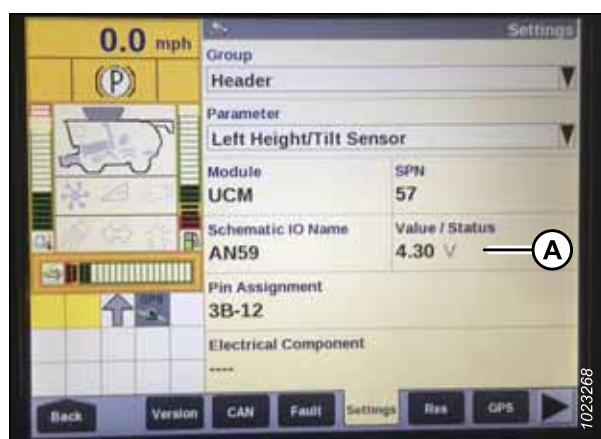 0.0 mph
Settings
(P)
Group
Header
Parameter
Left Height/Tilt Sensor
Module
SPN
UCM
57
Schematic IO Name
Value / Status
AN59
4.30 V
A
Pin Assignment
3B-12
GPS
Electrical Component
----
Back
Version
CAN
Fault
Settings
Res
GPS
1023268